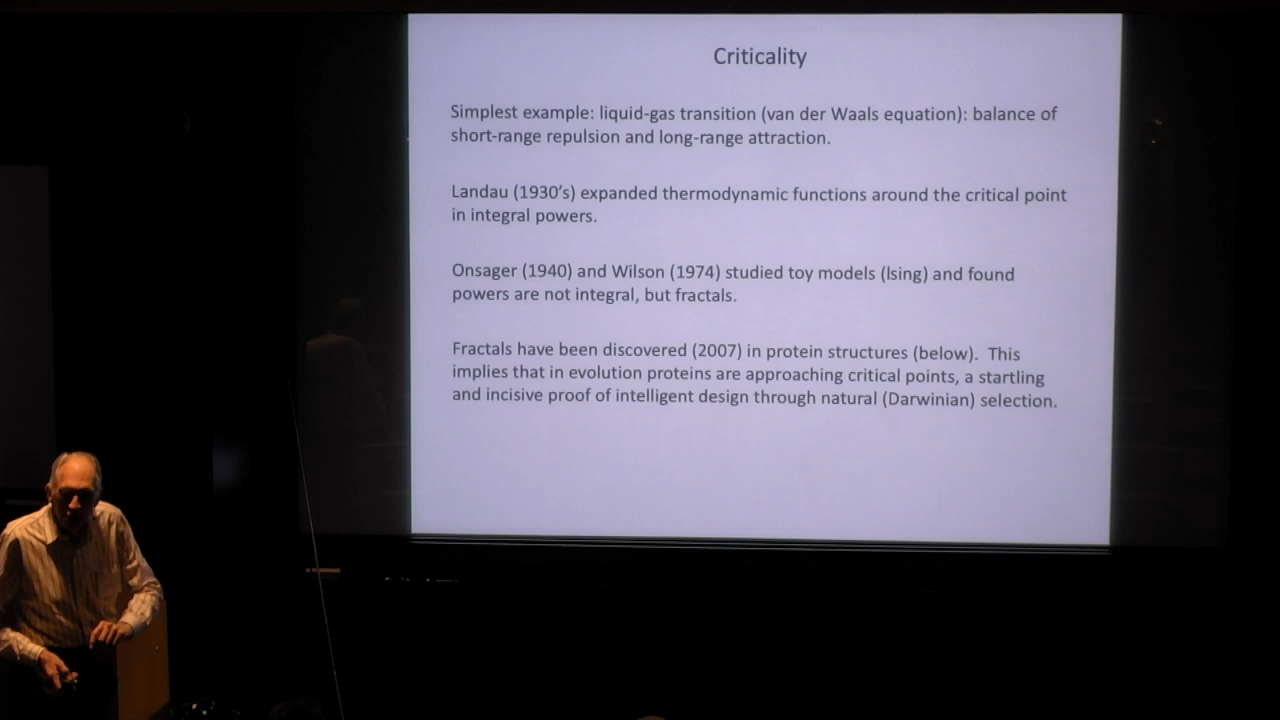 Criticality
Simplest example: liquid-gas transition (van der Waals equation): balance of
short-range repulsion and long-range attraction.
Landau (1930’s) expanded thermodynamic functions around the critical point
in integral powers.
Onsager (1940) and Wilson (1974) studied toy models (Ising) and found
powers are not integral, but fractals.
Fractals have been discovered (2007) in protein structures (below).  This
implies that in evolution proteins are approaching critical points, a startling
and incisive proof of intelligent design through natural (Darwinian) selection.